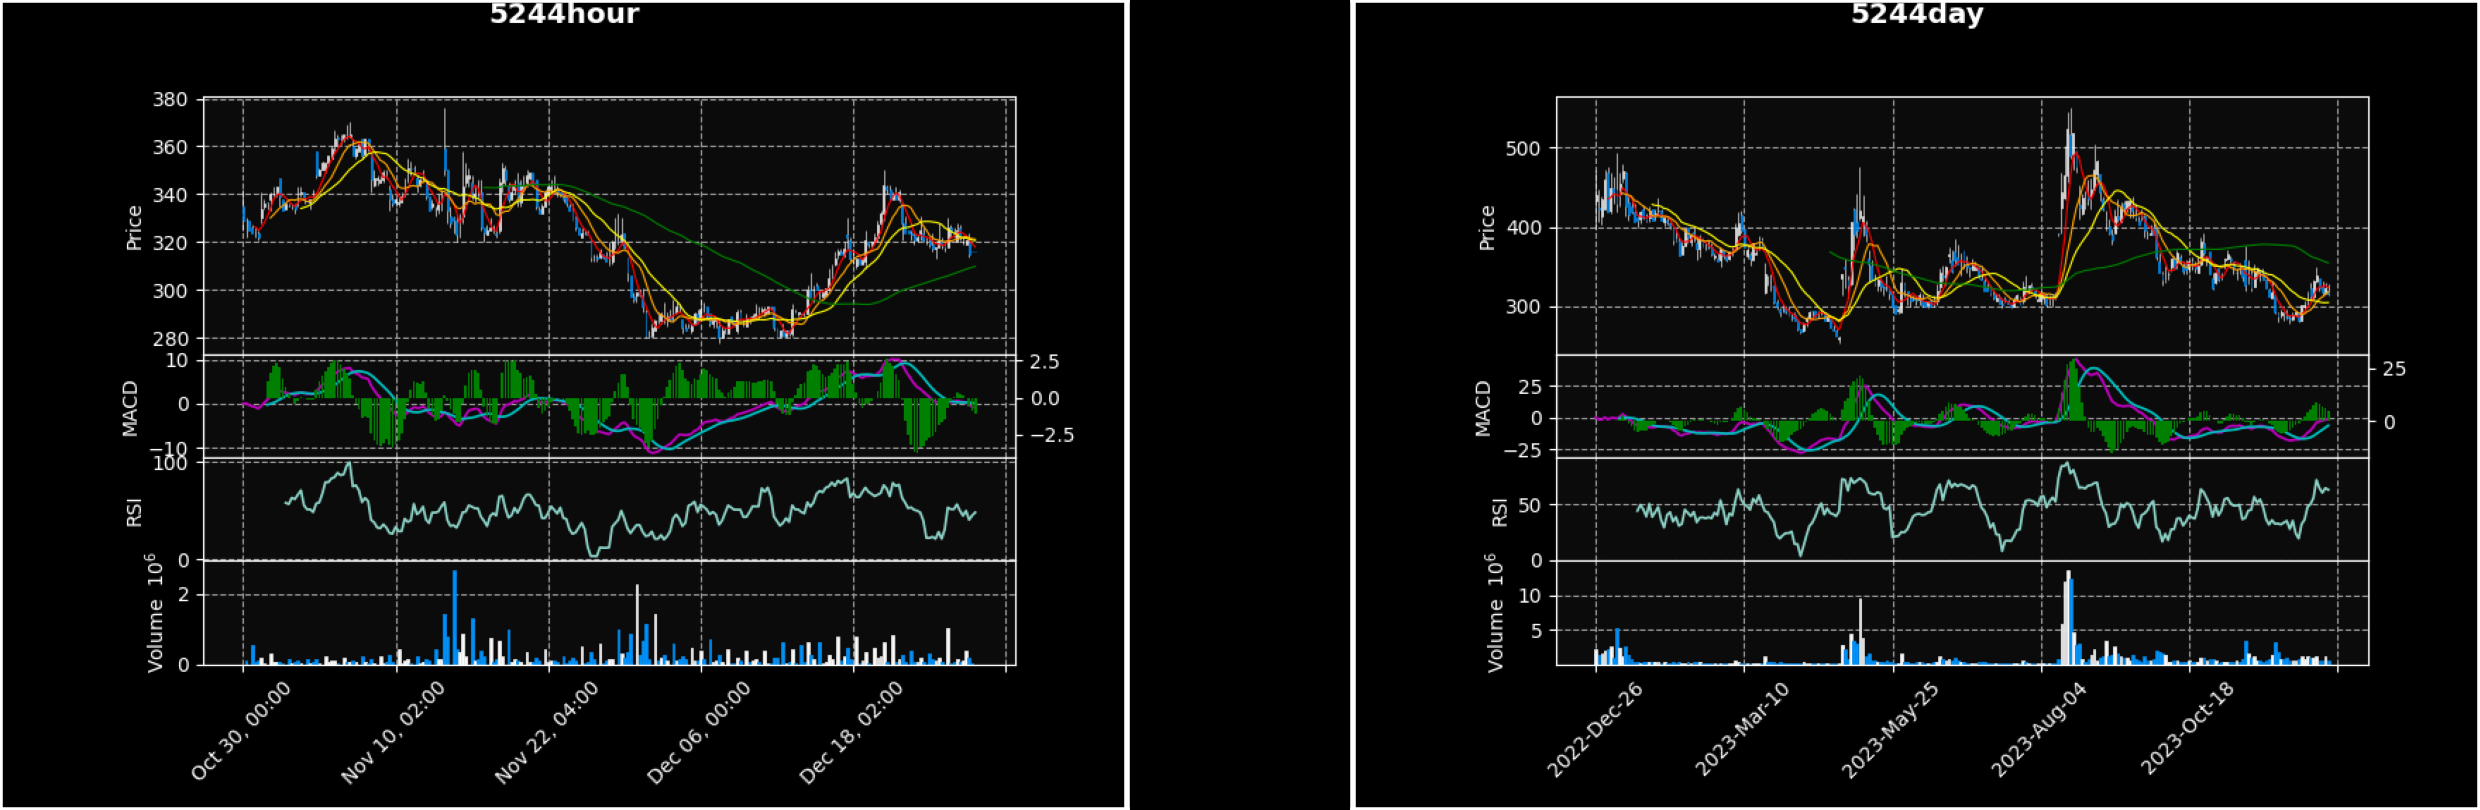 5244hour
Price
380
360
340
320
300
280
MACD
10
0
−10
2.5
0.0
−2.5
RSI
100
0
Volume 10⁶
2
0
Oct 30, 00:00
Nov 10, 02:00
Nov 22, 04:00
Dec 06, 00:00
Dec 18, 02:00
5244day
Price
500
400
300
MACD
25
0
−25
25
0
RSI
50
0
Volume 10⁶
10
5
2022-Dec-26
2023-Mar-10
2023-May-25
2023-Aug-04
2023-Oct-18